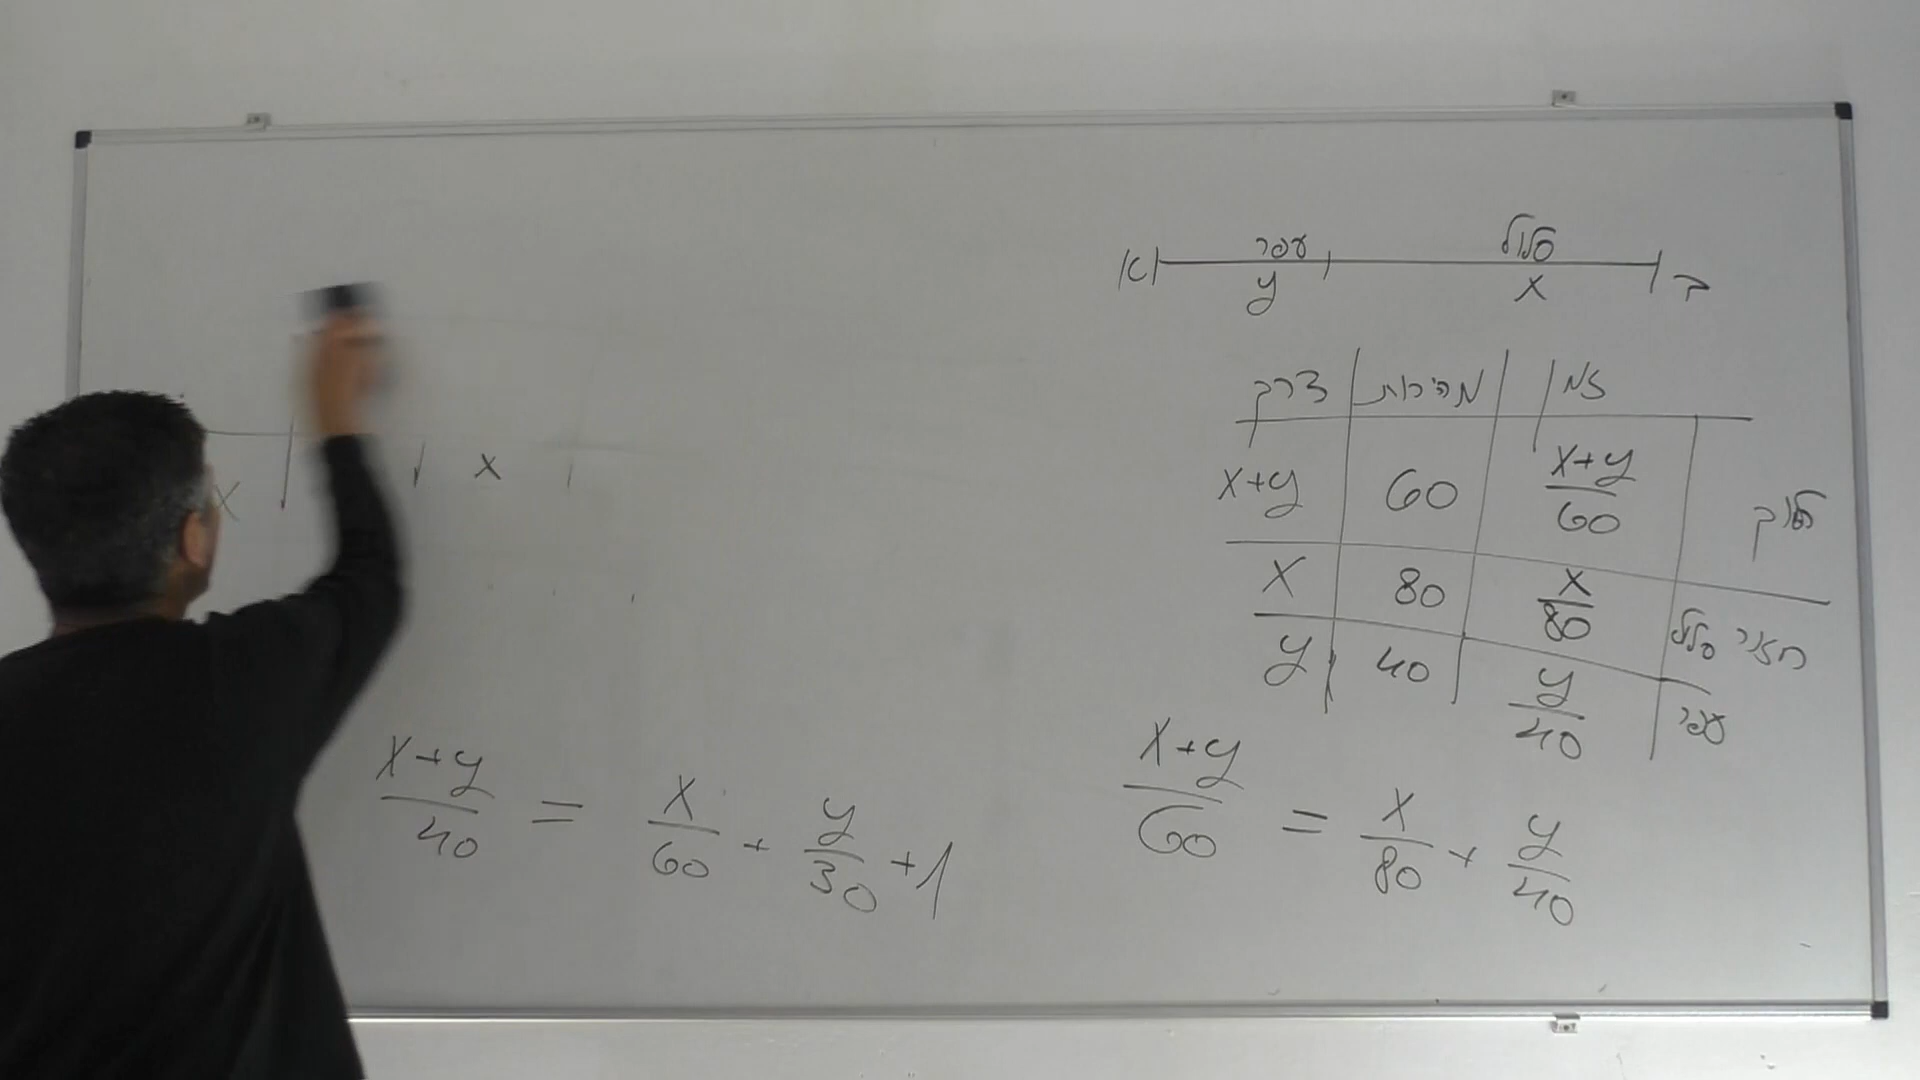 עפר סלול
א y x ב
דרך מהירות זמן
x+y 60 x+y/60 הלוך
x 80 x/80 חזור סלול
y 40 y/40 עפר
x+y/60 = x/80 + y/40
x x
x+y/40 = x/60 + y/30 + 1